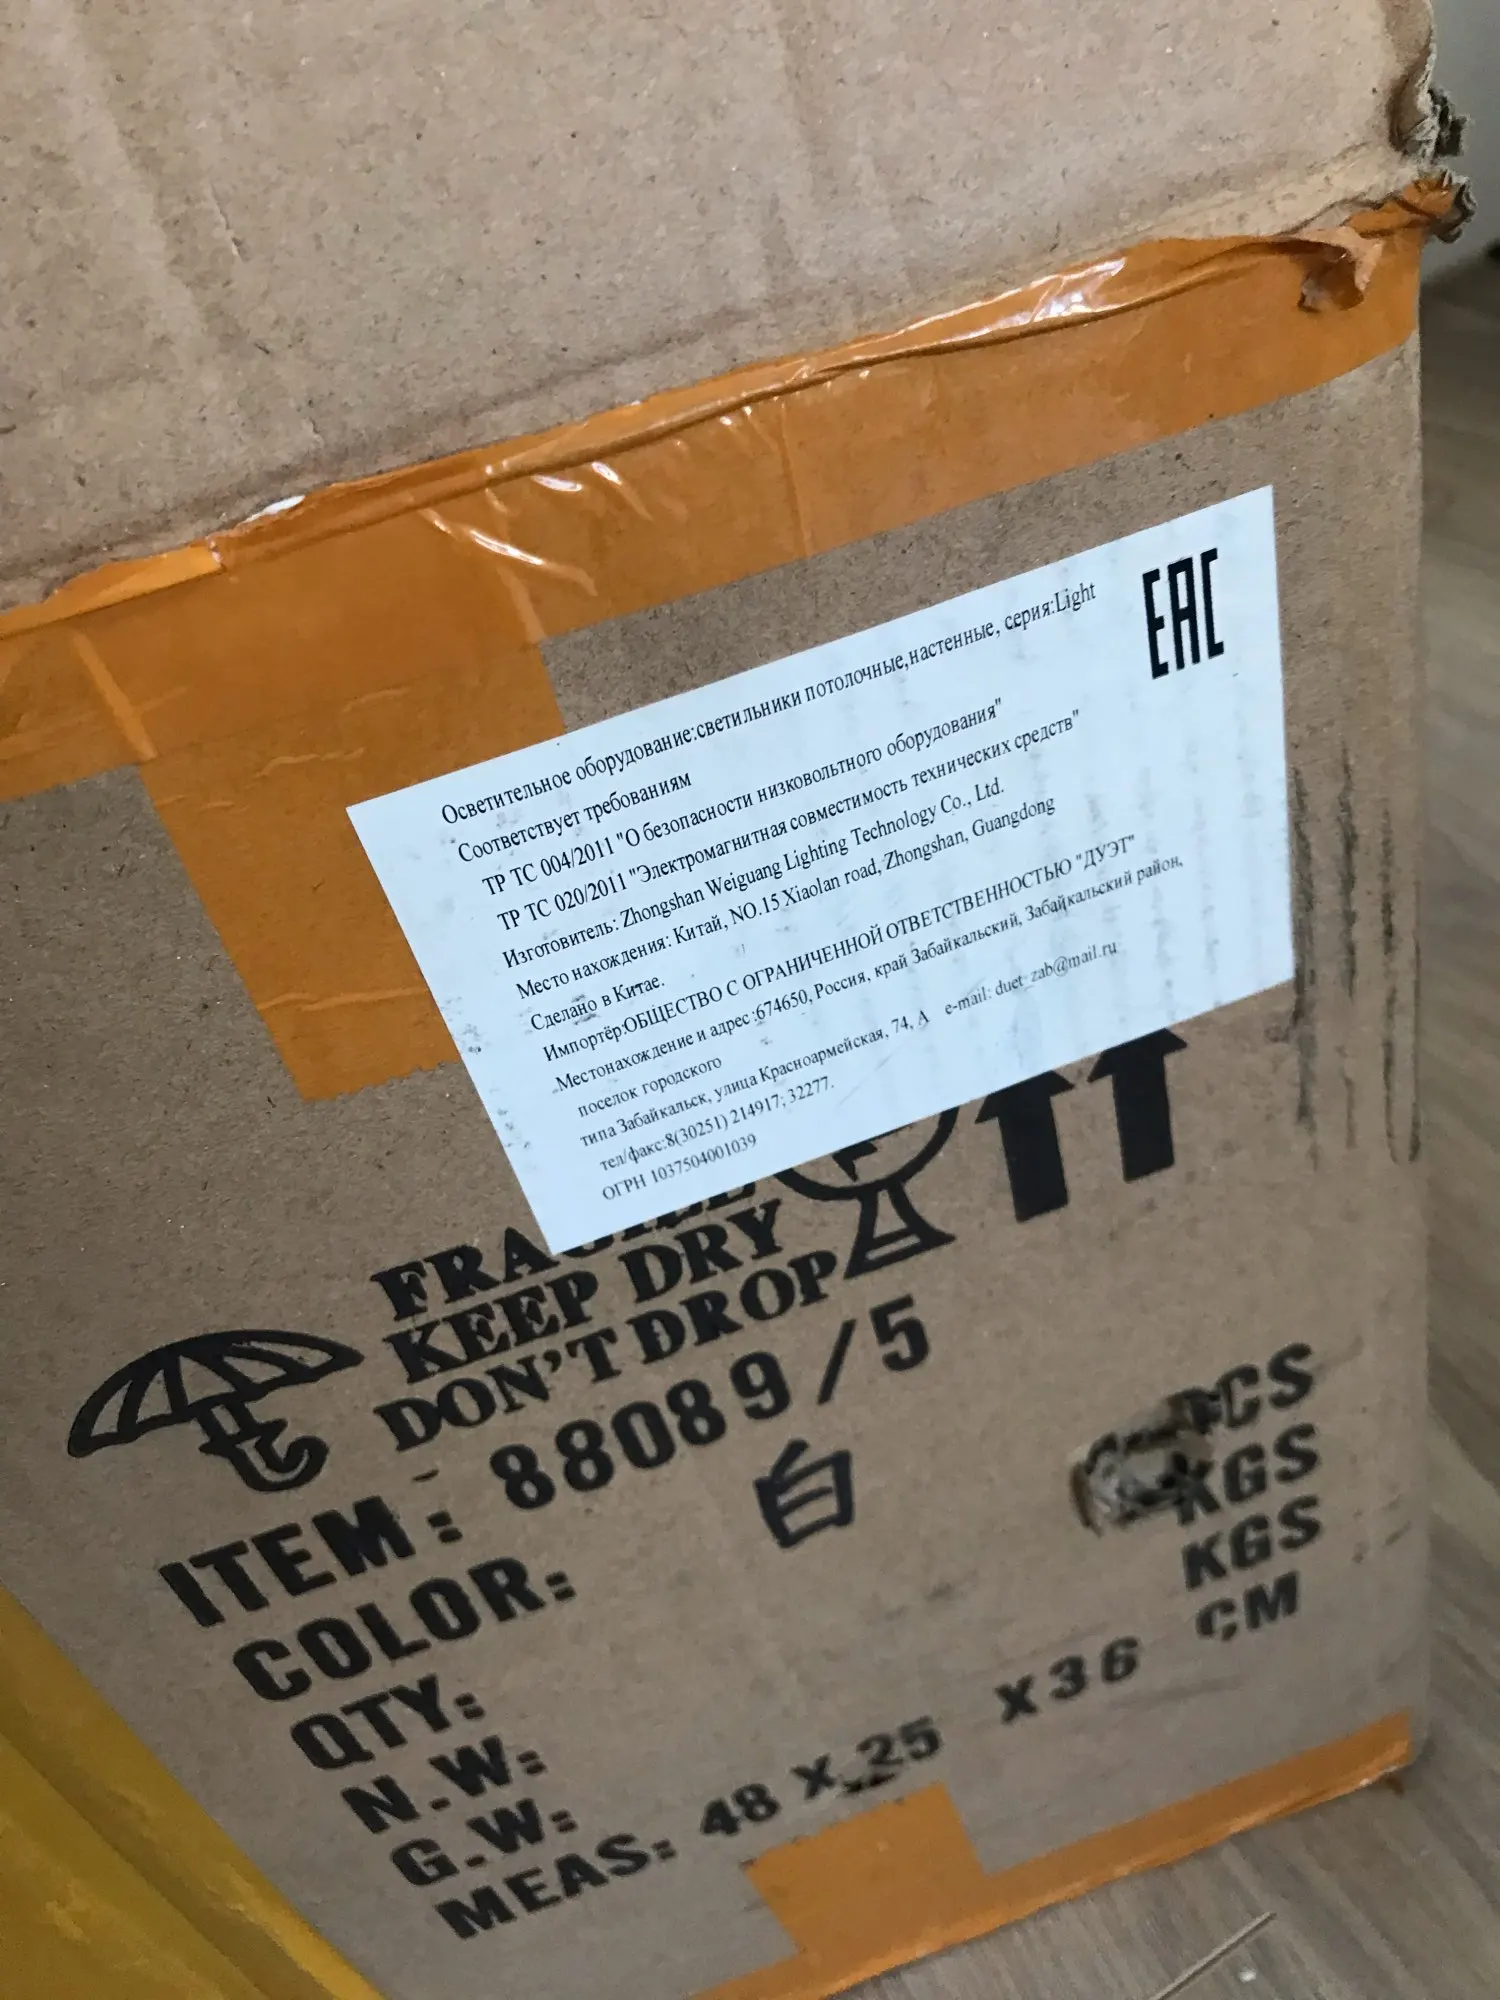 Осветительное оборудование:светильники потолочные,настенные, серия:Light
EAC
Соответствует требованиям
ТР ТС 004/2011 "О безопасности низковольтного оборудования"
ТР ТС 020/2011 "Электромагнитная совместимость технических средств"
Изготовитель: Zhongshan Weiguang Lighting Technology Co., Ltd.
Место нахождения: Китай, NO.15 Xiaolan road, Zhongshan, Guangdong
Сделано в Китае.
Импортёр:ОБЩЕСТВО С ОГРАНИЧЕННОЙ ОТВЕТСТВЕННОСТЬЮ "ДУЭТ"
Местонахождение и адрес:674650, Россия, край Забайкальский, Забайкальский район,
поселок городского
типа Забайкальск, улица Красноармейская, 74, А e-mail: duet_zab@mail.ru
тел/факс:8(30251) 214917; 32277.
ОГРН 1037504001039
FRAGILE
KEEP DRY
DON'T DROP
ITEM: 88089/5
COLOR: 白
QTY: PCS
N.W: KGS
G.W: KGS
MEAS: 48 X 25 X 36 CM